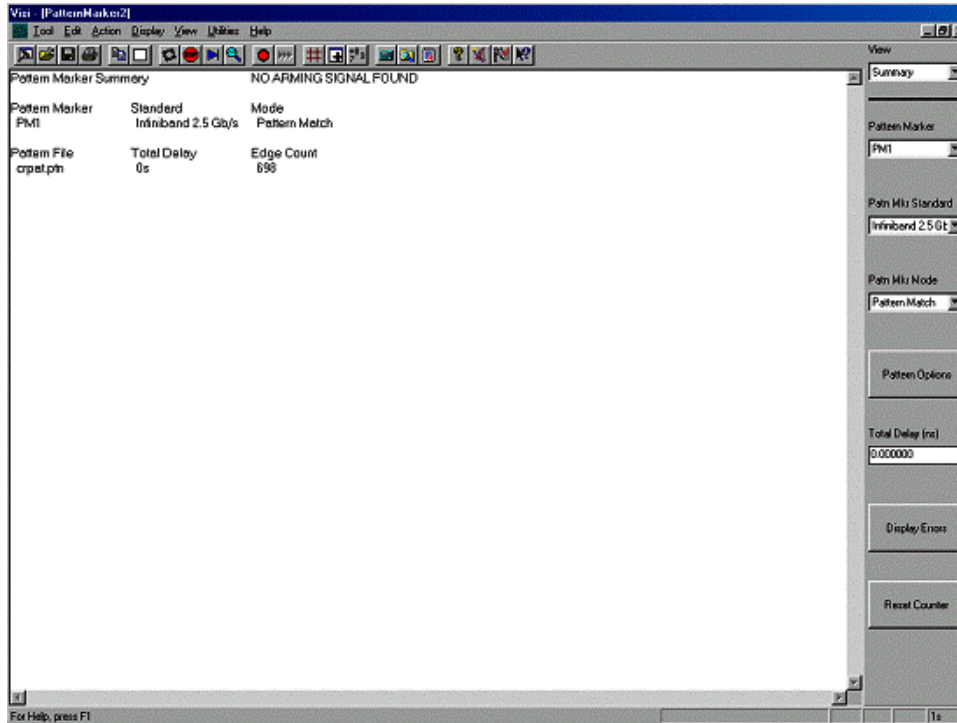 Visi - [PatternMarker2]
Tool Edit Action Display View Utilities Help
Pattern Marker Summary NO ARMING SIGNAL FOUND
Pattern Marker Standard Mode
PM1 Infiniband 2.5 Gb/s Pattern Match
Pattern File Total Delay Edge Count
crpat.ptn 0s 698
View
Summary
Pattern Marker
PM1
Patn Mkr Standard
Infiniband 2.5 Gb
Patn Mkr Mode
Pattern Match
Pattern Options
Total Delay (ns)
0.000000
Display Errors
Reset Counter
For Help, press F1
1s